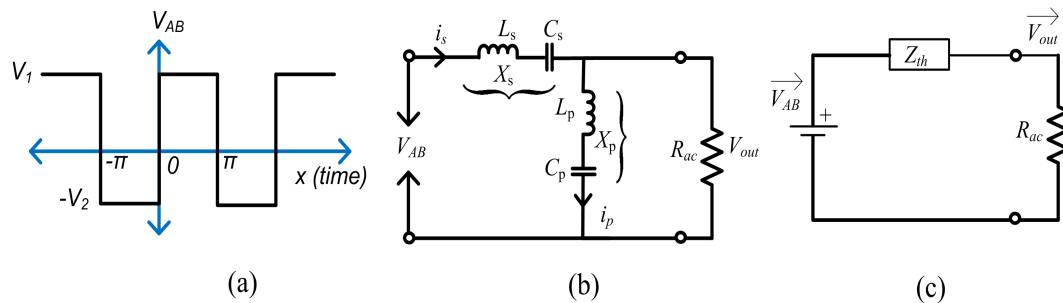 V_AB
V_1
-π
0
π
x (time)
-V_2
(a)
i_s
L_s
C_s
X_s
L_p
X_p
C_p
i_p
V_AB
R_ac
V_out
(b)
V_AB
+
Z_th
V_out
R_ac
(c)